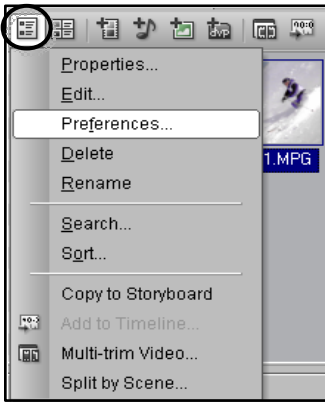 dvp
Properties...
Edit...
Preferences...
Delete
1.MPG
Rename
Search...
Sort...
Copy to Storyboard
Add to Timeline...
Multi-trim Video...
Split by Scene...